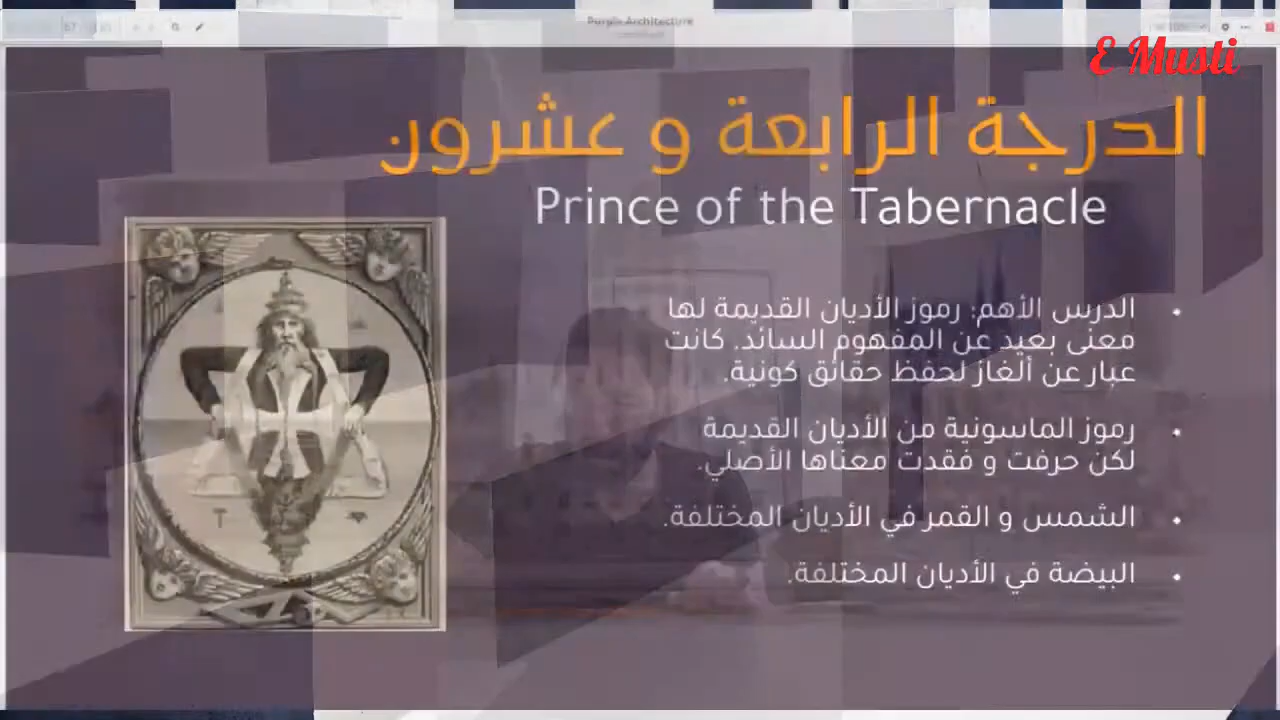 Purple Architecture
E Musti
الدرجة الرابعة و عشرون
Prince of the Tabernacle
الدرس الأهم: رموز الأديان القديمة لها
معنى بعيد عن المفهوم السائد. كانت
عبار عن ألغاز لحفظ حقائق كونية.
رموز الماسونية من الأديان القديمة
لكن حرفت و فقدت معناها الأصلي.
الشمس و القمر في الأديان المختلفة.
البيضة في الأديان المختلفة.